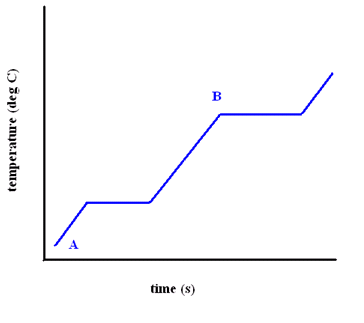 temperature (deg C)
B
A
time (s)